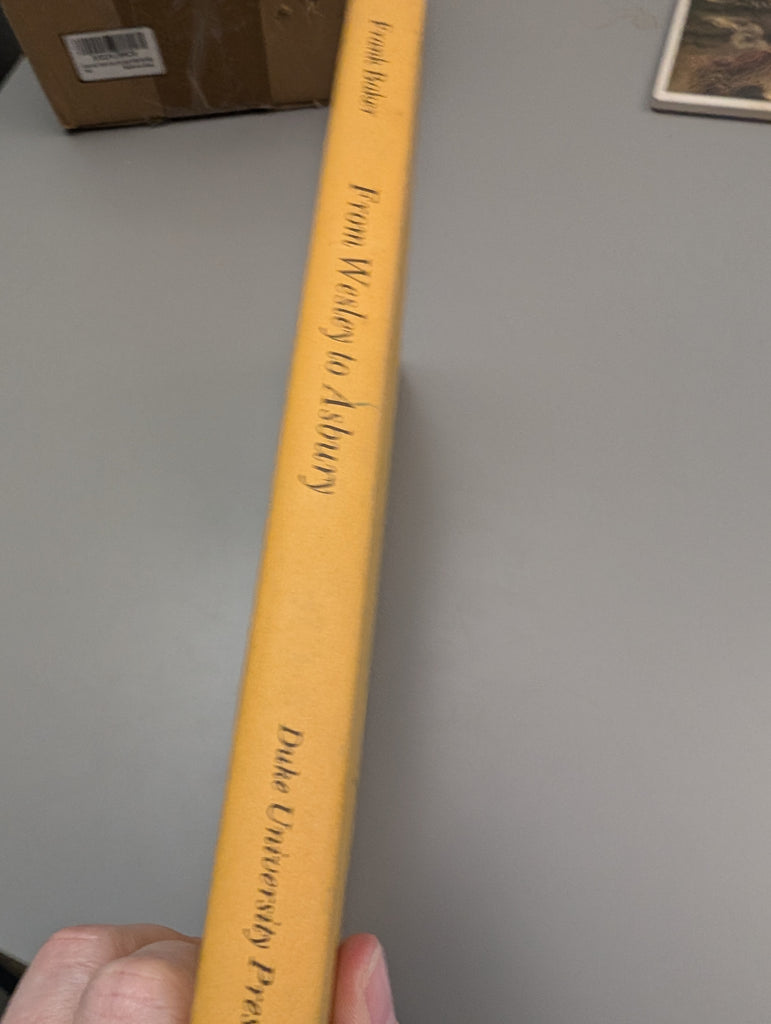 Frank Baker
From Wesley to Asbury
Duke University Pres